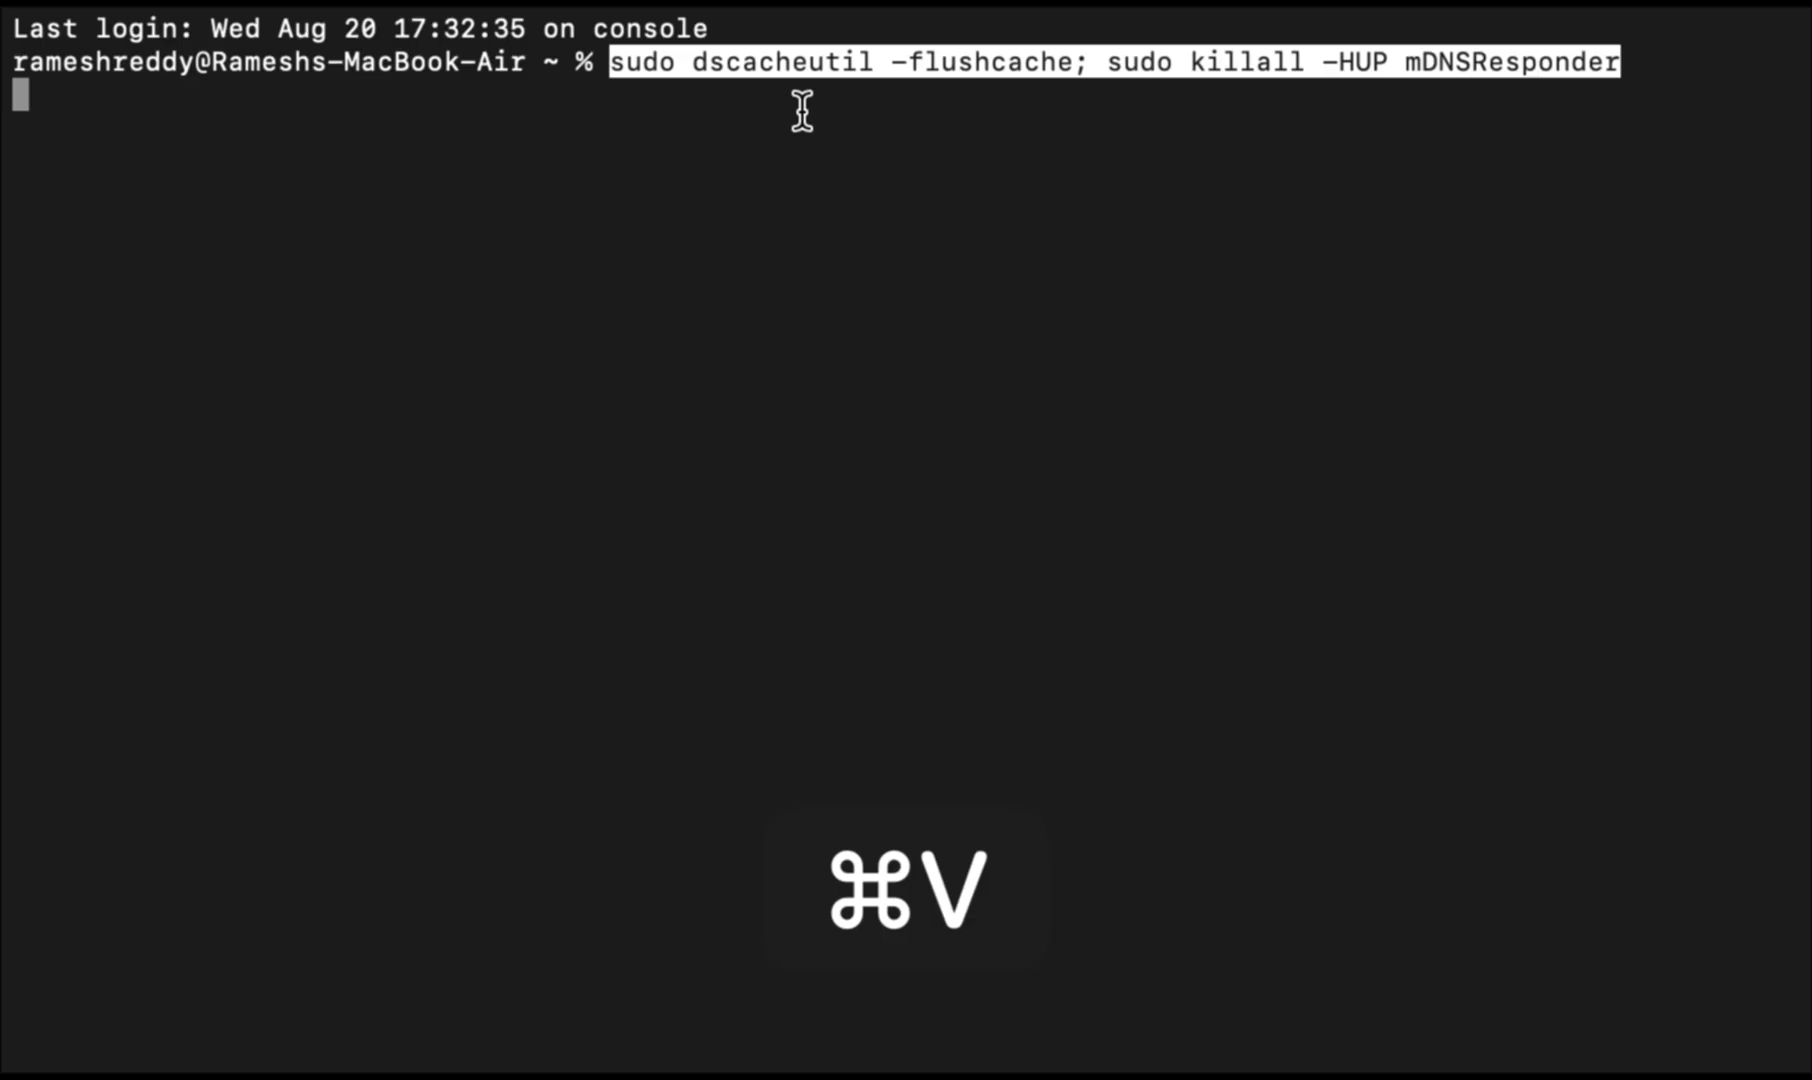 Last login: Wed Aug 20 17:32:35 on console
rameshreddy@Rameshs-MacBook-Air ~ % sudo dscacheutil -flushcache; sudo killall -HUP mDNSResponder
⌘V